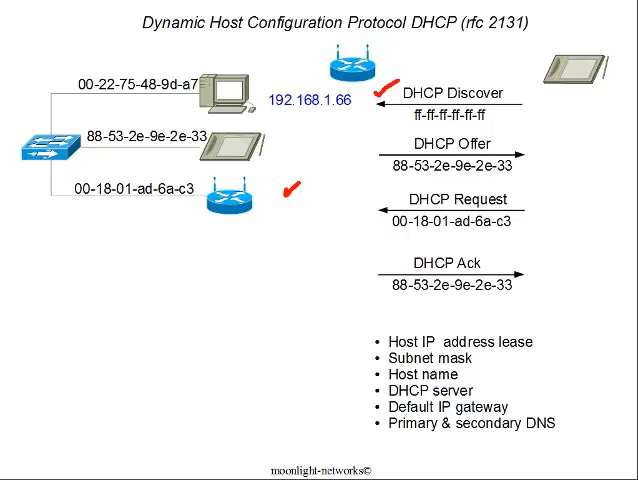 Dynamic Host Configuration Protocol DHCP (rfc 2131)
00-22-75-48-9d-a7
192.168.1.66
88-53-2e-9e-2e-33
00-18-01-ad-6a-c3
DHCP Discover
ff-ff-ff-ff-ff-ff
DHCP Offer
88-53-2e-9e-2e-33
DHCP Request
00-18-01-ad-6a-c3
DHCP Ack
88-53-2e-9e-2e-33
• Host IP address lease
• Subnet mask
• Host name
• DHCP server
• Default IP gateway
• Primary & secondary DNS
moonlight-networks©